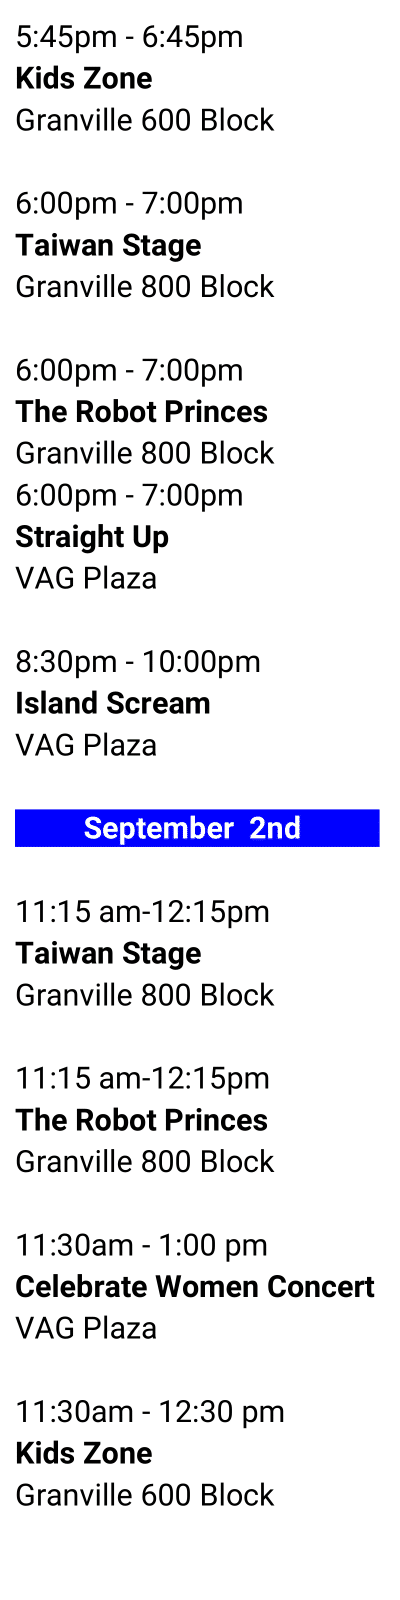 5:45pm - 6:45pm
Kids Zone
Granville 600 Block
6:00pm - 7:00pm
Taiwan Stage
Granville 800 Block
6:00pm - 7:00pm
The Robot Princes
Granville 800 Block
6:00pm - 7:00pm
Straight Up
VAG Plaza
8:30pm - 10:00pm
Island Scream
VAG Plaza
September 2nd
11:15 am-12:15pm
Taiwan Stage
Granville 800 Block
11:15 am-12:15pm
The Robot Princes
Granville 800 Block
11:30am - 1:00 pm
Celebrate Women Concert
VAG Plaza
11:30am - 12:30 pm
Kids Zone
Granville 600 Block